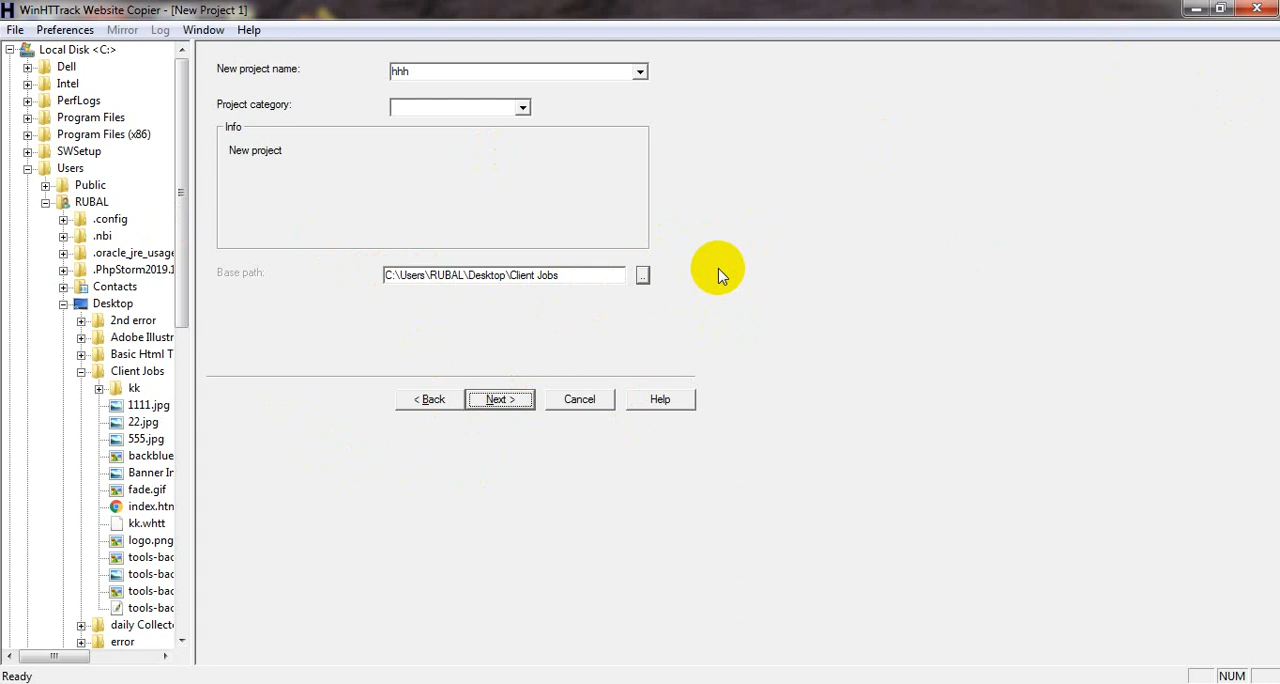 WinHTTrack Website Copier - [New Project 1]
File Preferences Mirror Log Window Help
Local Disk <C:>
Dell
Intel
PerfLogs
Program Files
Program Files (x86)
SWSetup
Users
Public
RUBAL
.config
.nbi
.oracle_jre_usage
.PhpStorm2019.1
Contacts
Desktop
2nd error
Adobe Illustr
Basic Html T
Client Jobs
kk
1111.jpg
22.jpg
555.jpg
backblue
Banner In
fade.gif
index.htn
kk.whtt
logo.png
tools-bac
tools-bac
tools-bac
tools-bac
daily Collect
error
New project name: hhh
Project category:
Info
New project
Base path: C:\Users\RUBAL\Desktop\Client Jobs ..
< Back Next > Cancel Help
Ready NUM